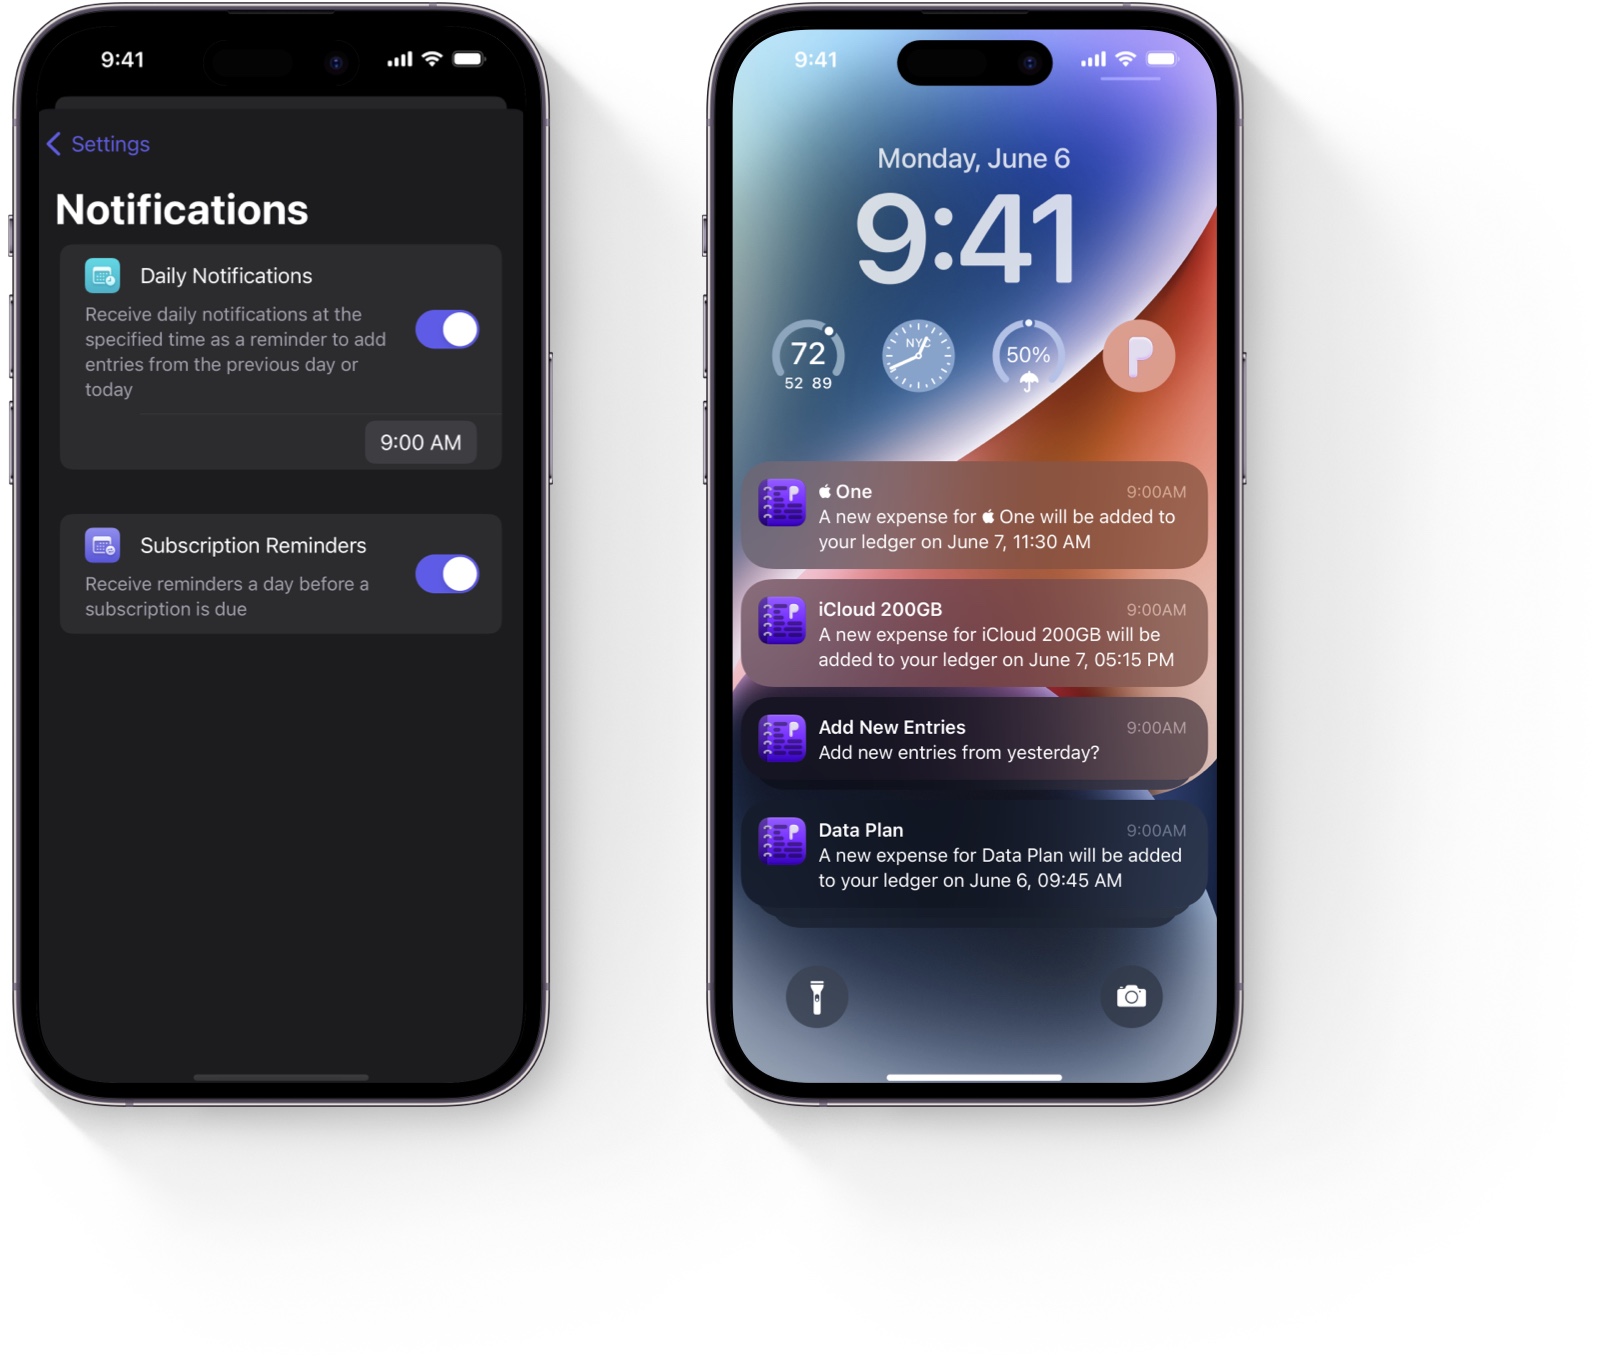 9:41
Settings
Notifications
Daily Notifications
Receive daily notifications at the
specified time as a reminder to add
entries from the previous day or
today
9:00 AM
Subscription Reminders
Receive reminders a day before a
subscription is due
9:41
Monday, June 6
9:41
72
52 89
NYC
50%
P
 One 9:00AM
A new expense for  One will be added to
your ledger on June 7, 11:30 AM
iCloud 200GB 9:00AM
A new expense for iCloud 200GB will be
added to your ledger on June 7, 05:15 PM
Add New Entries 9:00AM
Add new entries from yesterday?
Data Plan 9:00AM
A new expense for Data Plan will be added
to your ledger on June 6, 09:45 AM